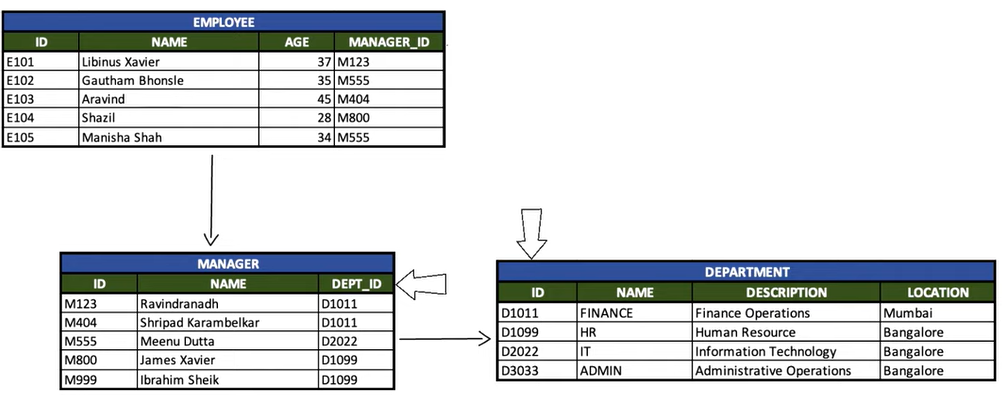 EMPLOYEE
ID NAME AGE MANAGER_ID
E101 Libinus Xavier 37 M123
E102 Gautham Bhonsle 35 M555
E103 Aravind 45 M404
E104 Shazil 28 M800
E105 Manisha Shah 34 M555
MANAGER
ID NAME DEPT_ID
M123 Ravindranadh D1011
M404 Shripad Karambelkar D1011
M555 Meenu Dutta D2022
M800 James Xavier D1099
M999 Ibrahim Sheik D1099
DEPARTMENT
ID NAME DESCRIPTION LOCATION
D1011 FINANCE Finance Operations Mumbai
D1099 HR Human Resource Bangalore
D2022 IT Information Technology Bangalore
D3033 ADMIN Administrative Operations Bangalore